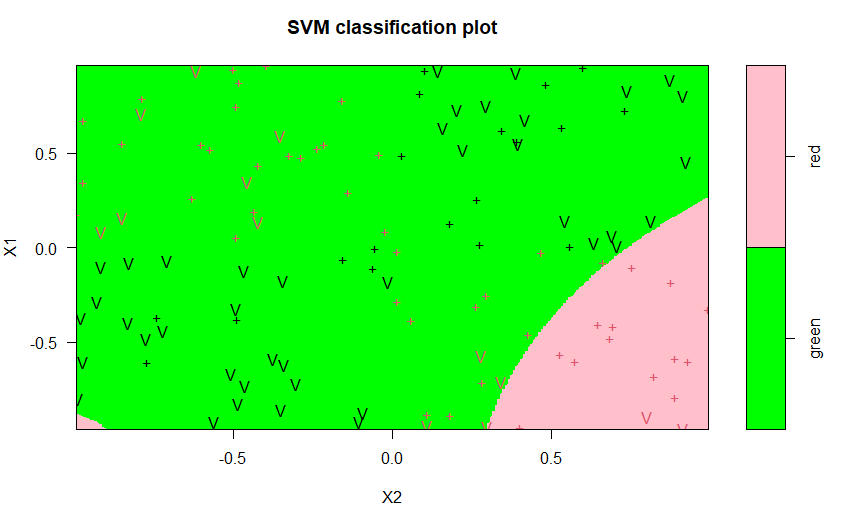 SVM classification plot
0.5
0.0
-0.5
X1
-0.5
0.0
0.5
X2
red
green